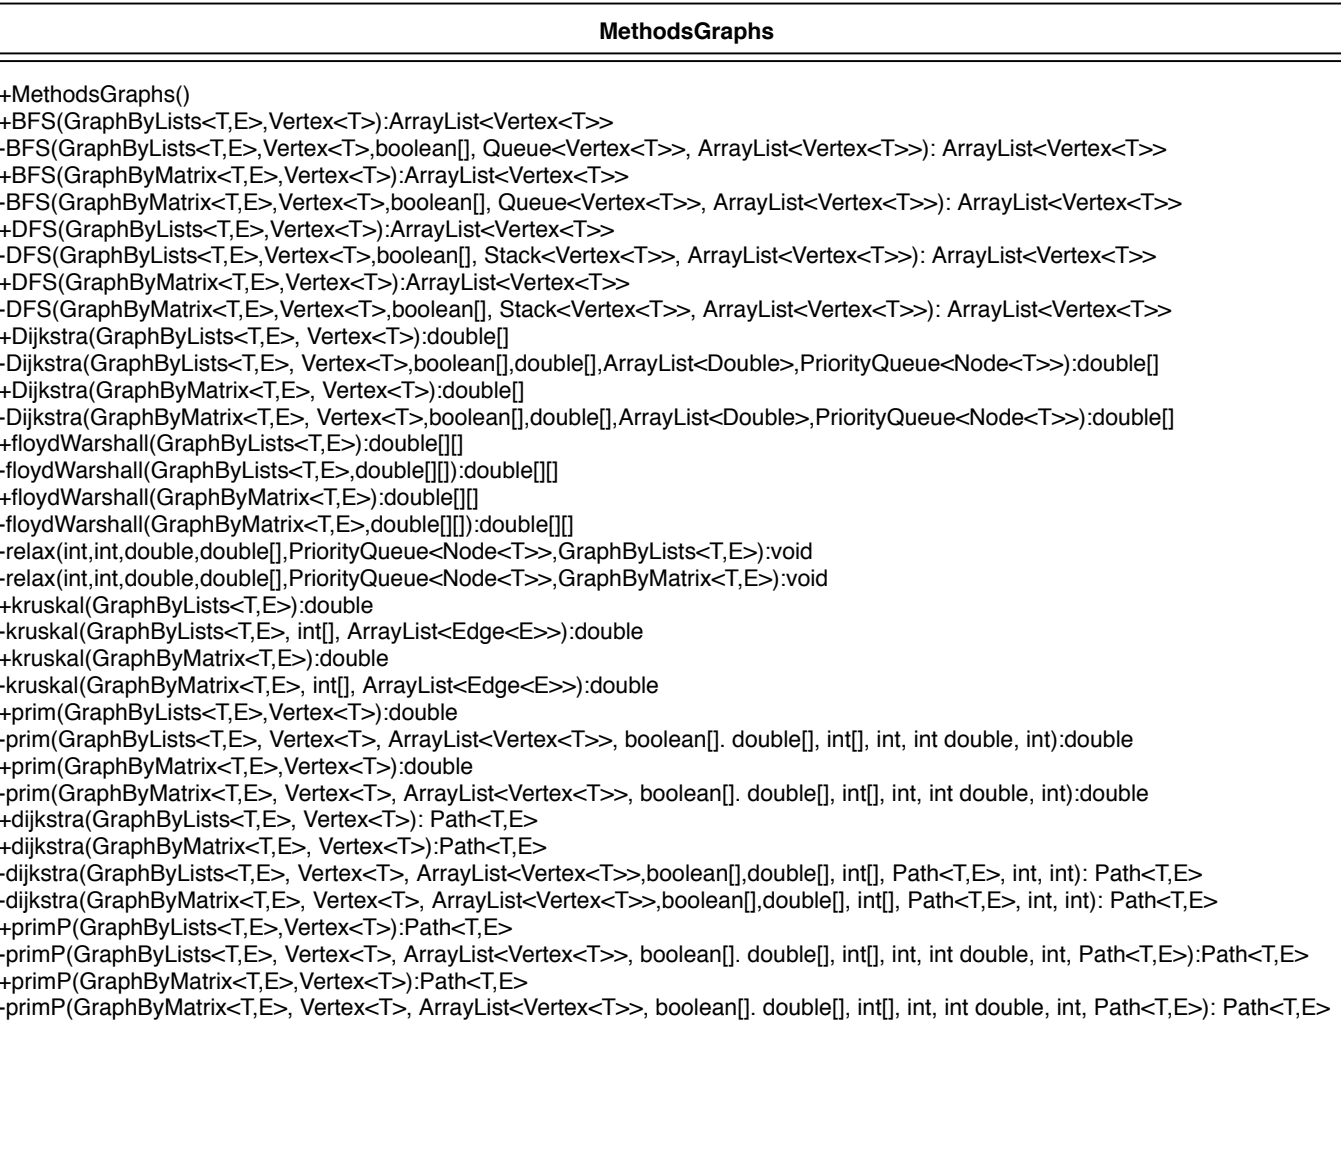 MethodsGraphs
+MethodsGraphs()
+BFS(GraphByLists<T,E>,Vertex<T>):ArrayList<Vertex<T>>
-BFS(GraphByLists<T,E>,Vertex<T>,boolean[], Queue<Vertex<T>>, ArrayList<Vertex<T>>): ArrayList<Vertex<T>>
+BFS(GraphByMatrix<T,E>,Vertex<T>):ArrayList<Vertex<T>>
-BFS(GraphByMatrix<T,E>,Vertex<T>,boolean[], Queue<Vertex<T>>, ArrayList<Vertex<T>>): ArrayList<Vertex<T>>
+DFS(GraphByLists<T,E>,Vertex<T>):ArrayList<Vertex<T>>
-DFS(GraphByLists<T,E>,Vertex<T>,boolean[], Stack<Vertex<T>>, ArrayList<Vertex<T>>): ArrayList<Vertex<T>>
+DFS(GraphByMatrix<T,E>,Vertex<T>):ArrayList<Vertex<T>>
-DFS(GraphByMatrix<T,E>,Vertex<T>,boolean[], Stack<Vertex<T>>, ArrayList<Vertex<T>>): ArrayList<Vertex<T>>
+Dijkstra(GraphByLists<T,E>, Vertex<T>):double[]
-Dijkstra(GraphByLists<T,E>, Vertex<T>,boolean[],double[],ArrayList<Double>,PriorityQueue<Node<T>>):double[]
+Dijkstra(GraphByMatrix<T,E>, Vertex<T>):double[]
-Dijkstra(GraphByMatrix<T,E>, Vertex<T>,boolean[],double[],ArrayList<Double>,PriorityQueue<Node<T>>):double[]
+floydWarshall(GraphByLists<T,E>):double[][]
-floydWarshall(GraphByLists<T,E>,double[][]):double[][]
+floydWarshall(GraphByMatrix<T,E>):double[][]
-floydWarshall(GraphByMatrix<T,E>,double[][]):double[][]
-relax(int,int,double,double[],PriorityQueue<Node<T>>,GraphByLists<T,E>):void
-relax(int,int,double,double[],PriorityQueue<Node<T>>,GraphByMatrix<T,E>):void
+kruskal(GraphByLists<T,E>):double
-kruskal(GraphByLists<T,E>, int[], ArrayList<Edge<E>>):double
+kruskal(GraphByMatrix<T,E>):double
-kruskal(GraphByMatrix<T,E>, int[], ArrayList<Edge<E>>):double
+prim(GraphByLists<T,E>,Vertex<T>):double
-prim(GraphByLists<T,E>, Vertex<T>, ArrayList<Vertex<T>>, boolean[]. double[], int[], int, int double, int):double
+prim(GraphByMatrix<T,E>,Vertex<T>):double
-prim(GraphByMatrix<T,E>, Vertex<T>, ArrayList<Vertex<T>>, boolean[]. double[], int[], int, int double, int):double
+dijkstra(GraphByLists<T,E>, Vertex<T>): Path<T,E>
+dijkstra(GraphByMatrix<T,E>, Vertex<T>):Path<T,E>
-dijkstra(GraphByLists<T,E>, Vertex<T>, ArrayList<Vertex<T>>,boolean[],double[], int[], Path<T,E>, int, int): Path<T,E>
-dijkstra(GraphByMatrix<T,E>, Vertex<T>, ArrayList<Vertex<T>>,boolean[],double[], int[], Path<T,E>, int, int): Path<T,E>
+primP(GraphByLists<T,E>,Vertex<T>):Path<T,E>
-primP(GraphByLists<T,E>, Vertex<T>, ArrayList<Vertex<T>>, boolean[]. double[], int[], int, int double, int, Path<T,E>):Path<T,E>
+primP(GraphByMatrix<T,E>,Vertex<T>):Path<T,E>
-primP(GraphByMatrix<T,E>, Vertex<T>, ArrayList<Vertex<T>>, boolean[]. double[], int[], int, int double, int, Path<T,E>): Path<T,E>